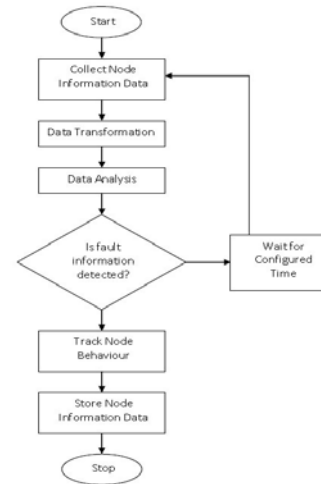 Start
Collect Node
Information Data
Data Transformation
Data Analysis
Is fault
information
detected?
Wait for
Configured
Time
Track Node
Behaviour
Store Node
Information Data
Stop